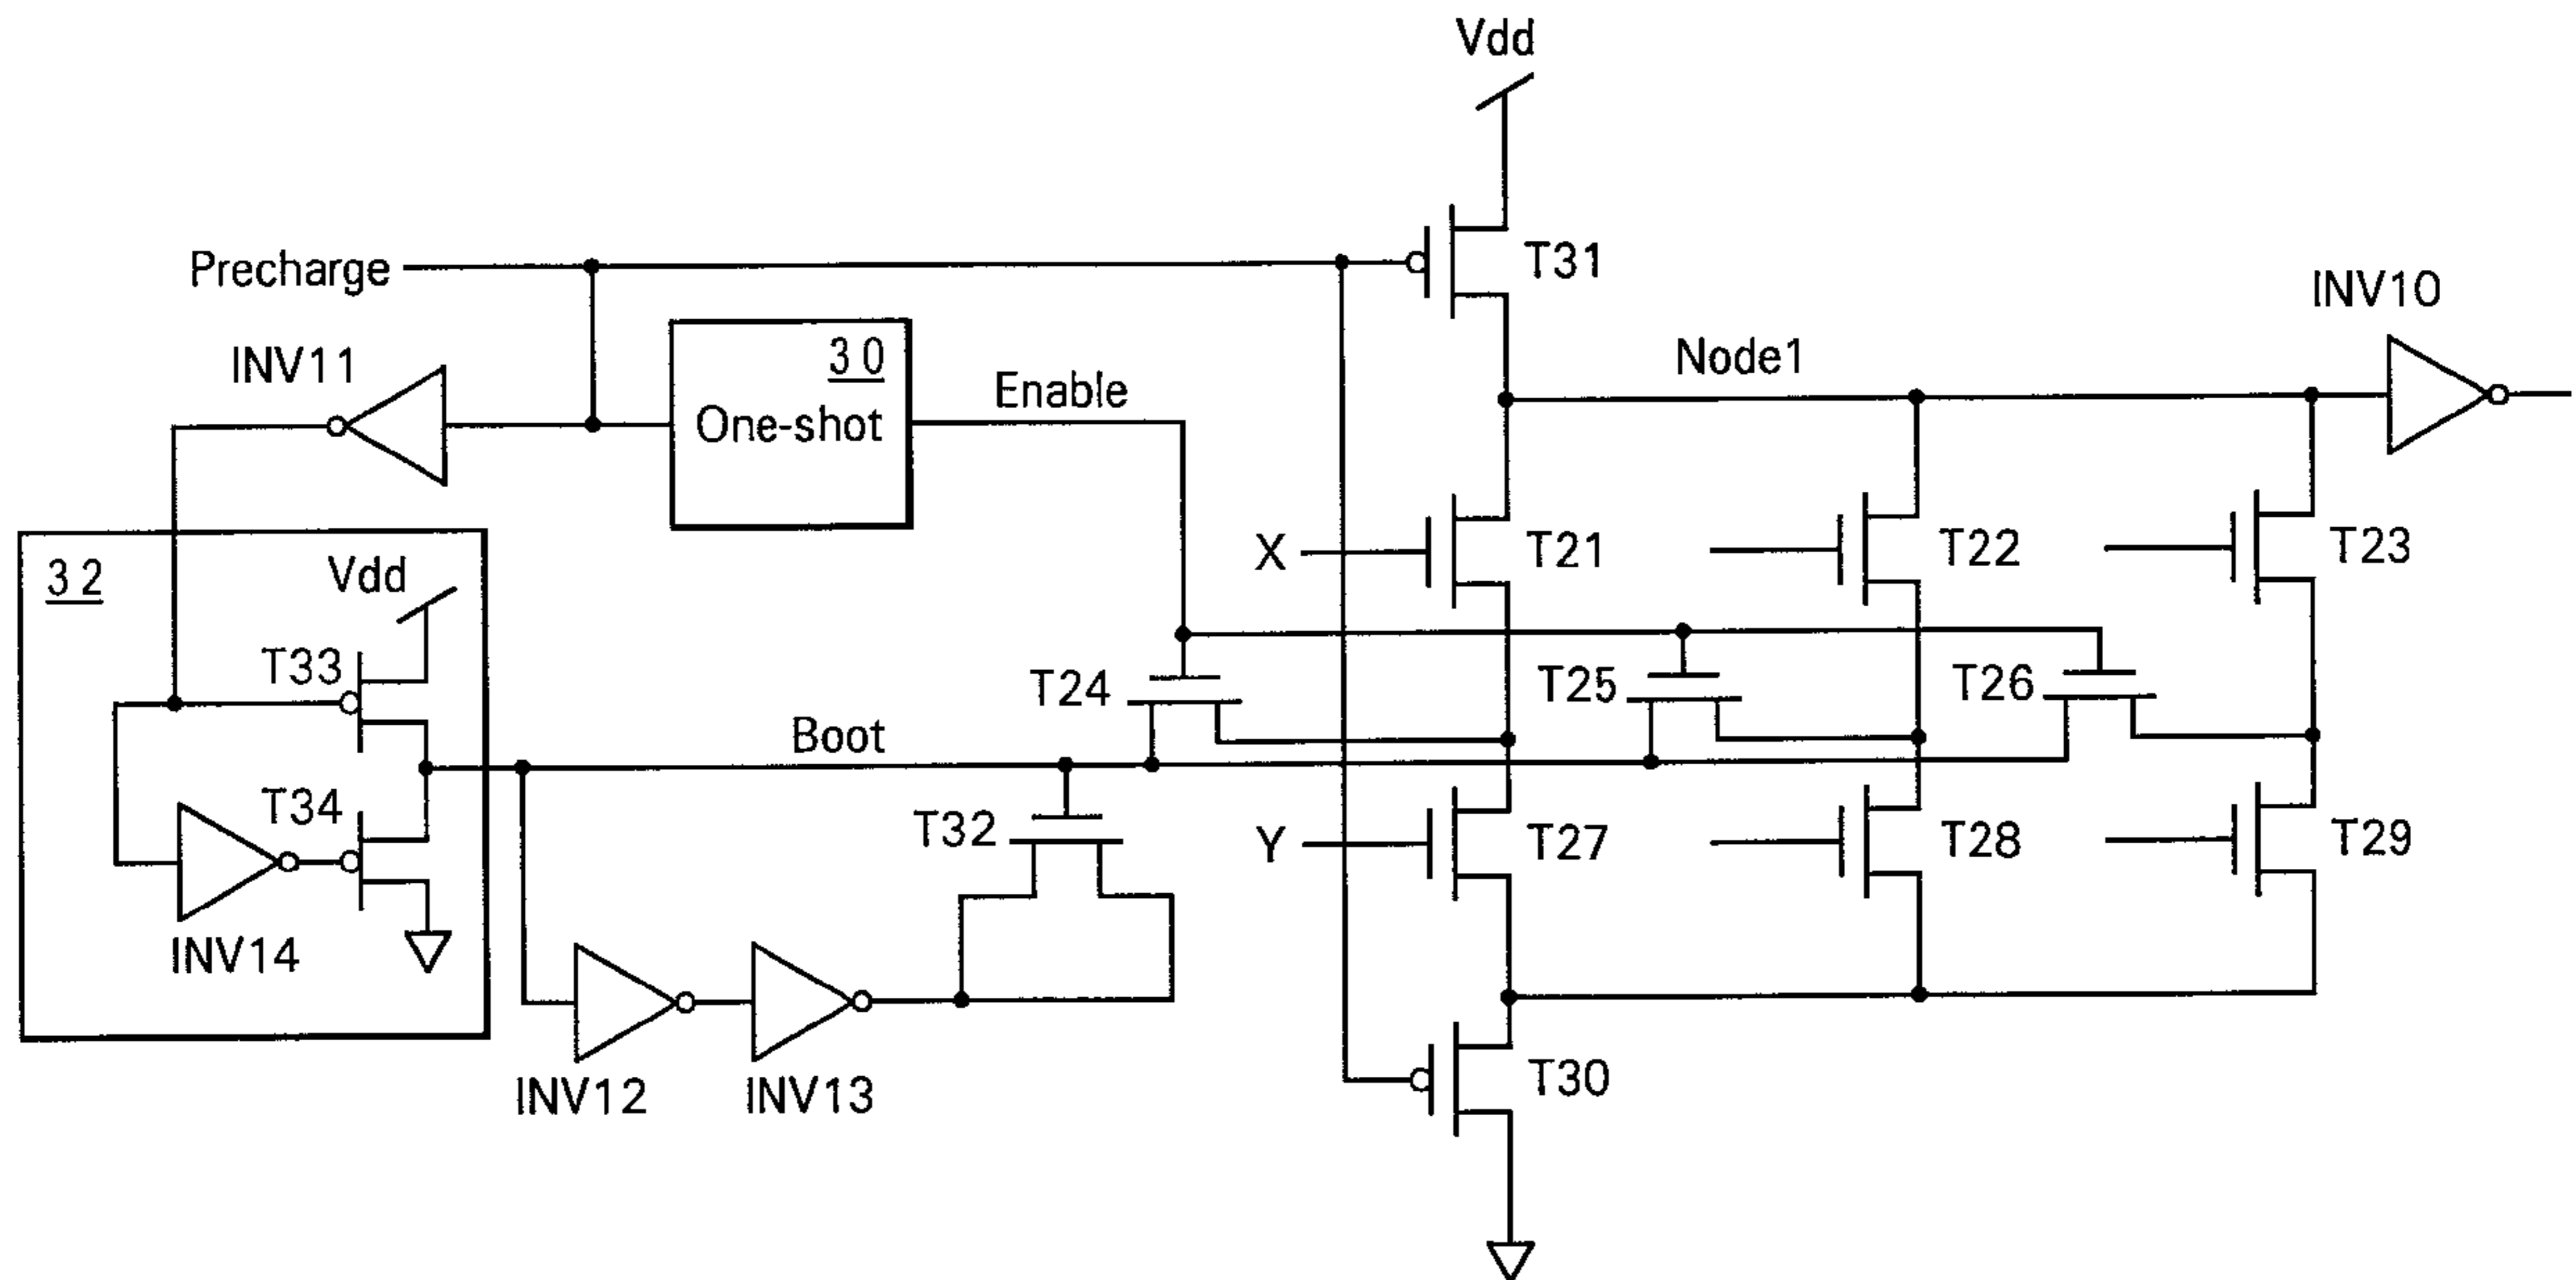 Vdd
Precharge
T31
INV10
INV11
30
One-shot
Enable
Node1
X
T21
T22
T23
32
Vdd
T33
T24
T25
T26
Boot
T34
T32
Y
T27
T28
T29
INV14
INV12
INV13
T30